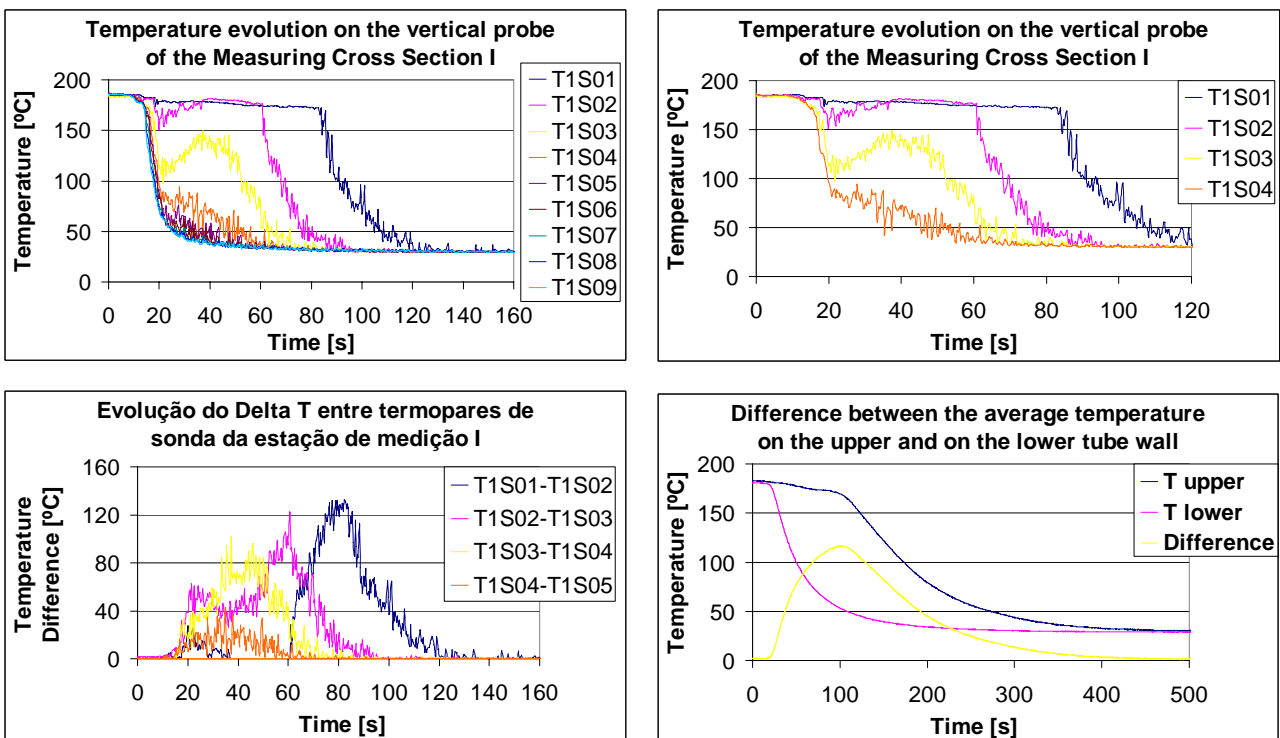 Temperature evolution on the vertical probe
of the Measuring Cross Section I
Temperature [ºC]
200
150
100
50
0
0 20 40 60 80 100 120 140 160
Time [s]
T1S01
T1S02
T1S03
T1S04
T1S05
T1S06
T1S07
T1S08
T1S09
Temperature evolution on the vertical probe
of the Measuring Cross Section I
Temperature [ºC]
200
150
100
50
0
0 20 40 60 80 100 120
Time [s]
T1S01
T1S02
T1S03
T1S04
Evolução do Delta T entre termopares de
sonda da estação de medição I
Temperature
Difference [ºC]
160
120
80
40
0
0 20 40 60 80 100 120 140 160
Time [s]
T1S01-T1S02
T1S02-T1S03
T1S03-T1S04
T1S04-T1S05
Difference between the average temperature
on the upper and on the lower tube wall
Temperature [ºC]
200
150
100
50
0
0 100 200 300 400 500
Time [s]
T upper
T lower
Difference